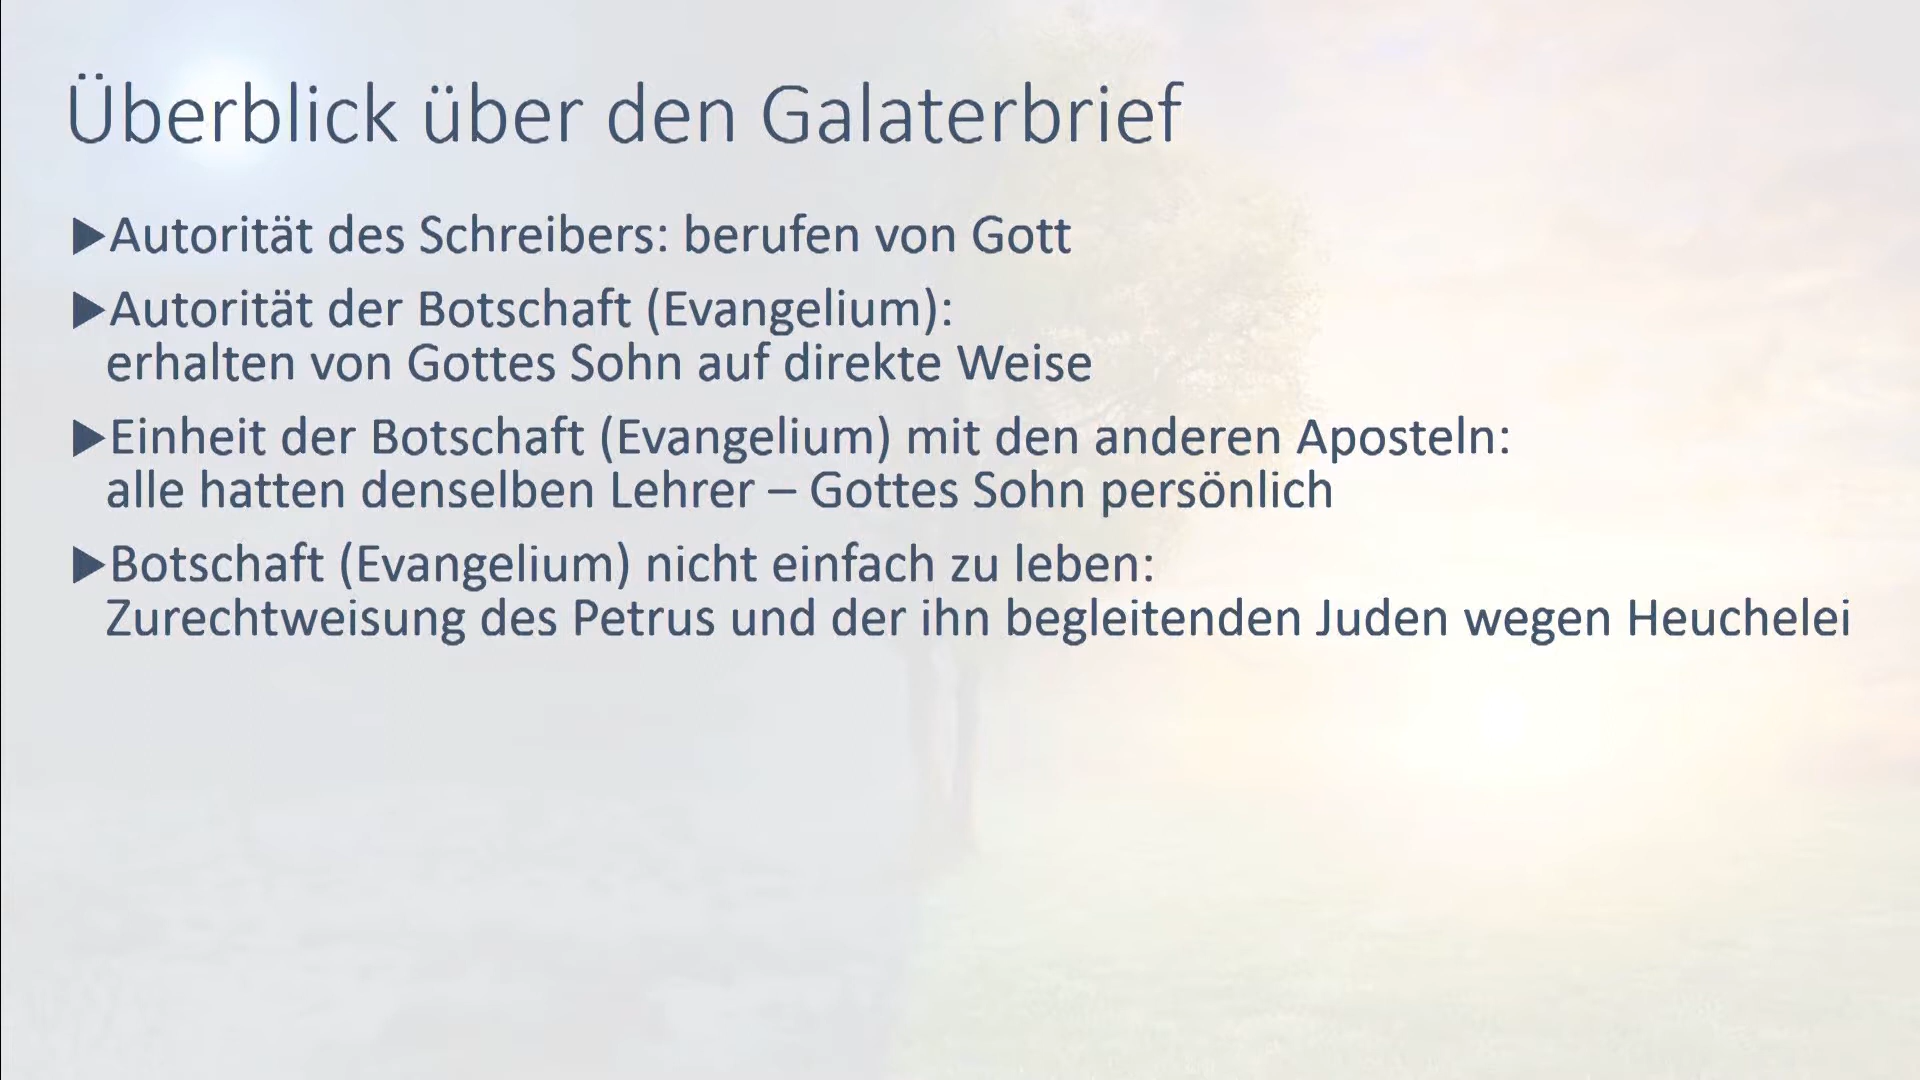 Überblick über den Galaterbrief
▶Autorität des Schreibers: berufen von Gott
▶Autorität der Botschaft (Evangelium):
erhalten von Gottes Sohn auf direkte Weise
▶Einheit der Botschaft (Evangelium) mit den anderen Aposteln:
alle hatten denselben Lehrer – Gottes Sohn persönlich
▶Botschaft (Evangelium) nicht einfach zu leben:
Zurechtweisung des Petrus und der ihn begleitenden Juden wegen Heuchelei